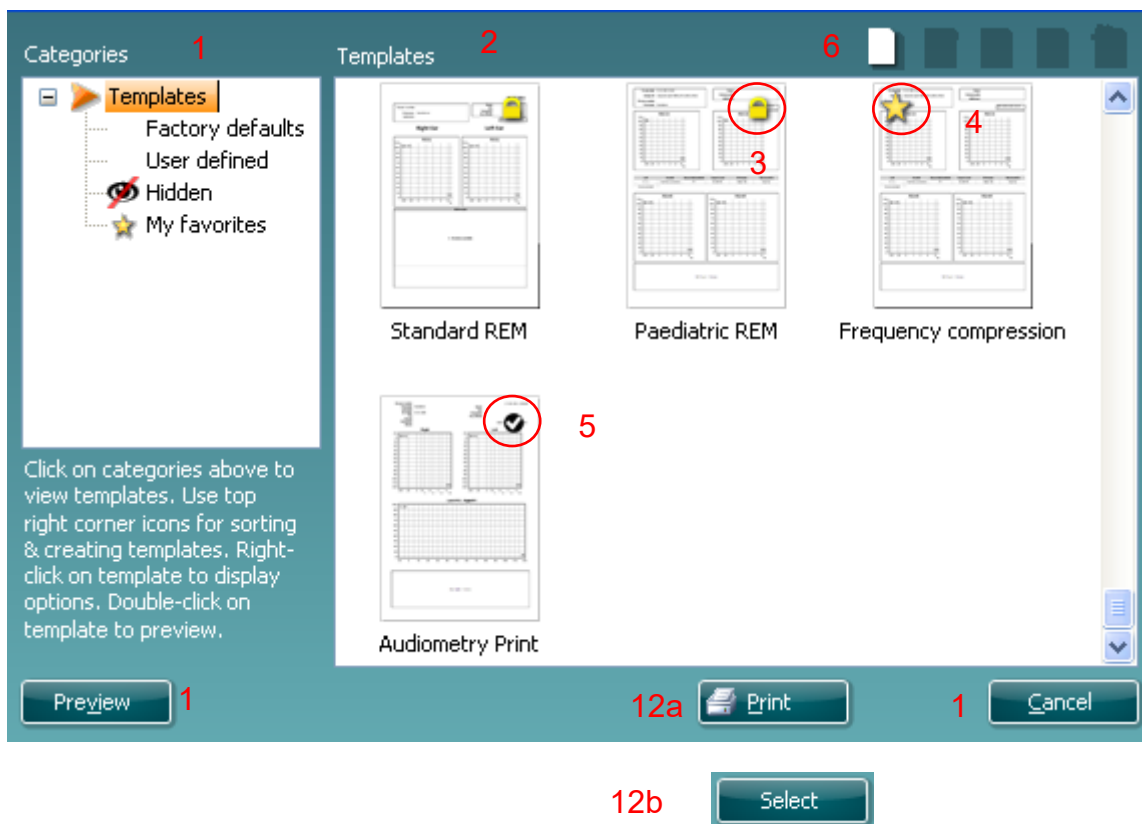 Categories 1
Templates 2
6
Templates
Factory defaults
User defined
Hidden
My favorites
3
4
Standard REM
Paediatric REM
Frequency compression
5
Audiometry Print
Click on categories above to
view templates. Use top
right corner icons for sorting
& creating templates. Right-
click on template to display
options. Double-click on
template to preview.
Preview 1
12a Print
1 Cancel
12b Select